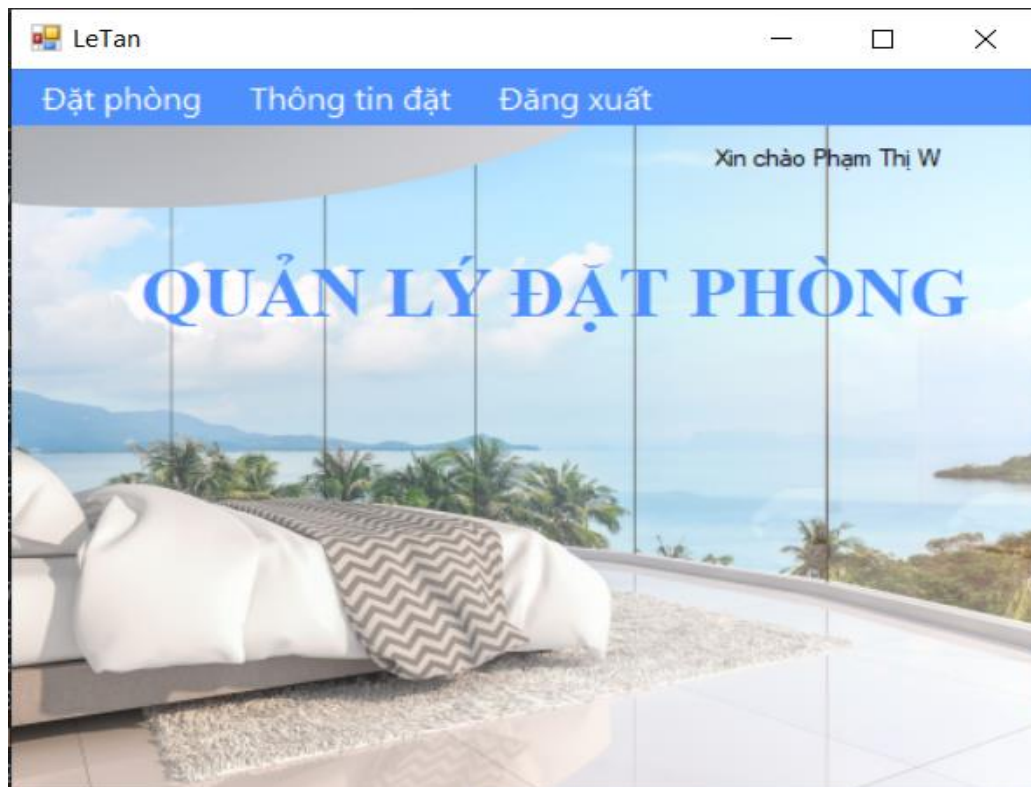 LeTan
Đặt phòng Thông tin đặt Đăng xuất
Xin chào Phạm Thị W
QUẢN LÝ ĐẶT PHÒNG